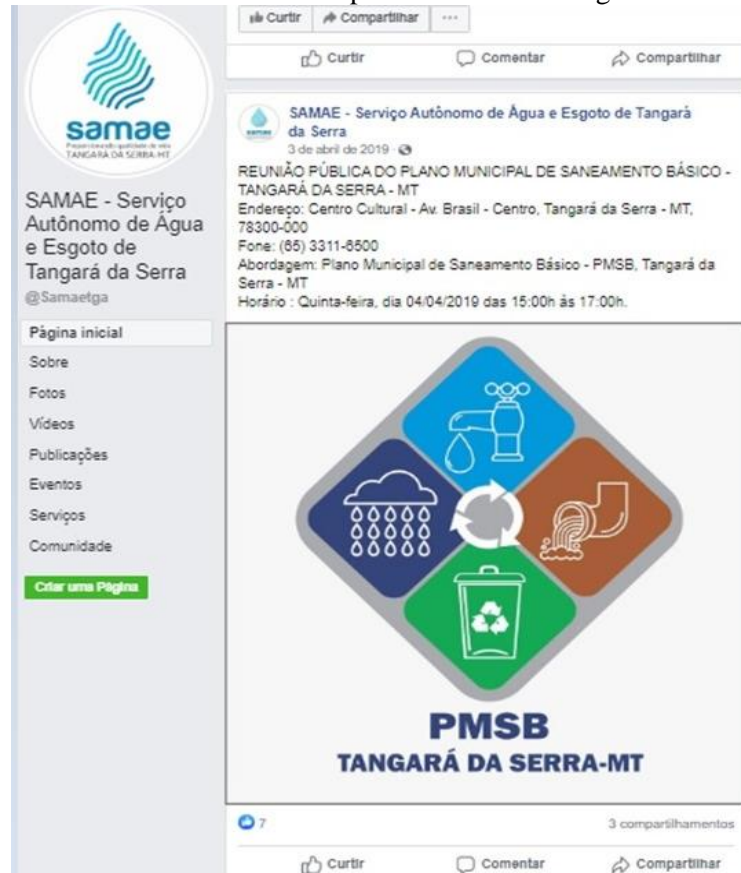 Curtir Compartilhar ...
Curtir Comentar Compartilhar
samae
TANGARÁ DA SERRA-MT
SAMAE - Serviço
Autônomo de Água
e Esgoto de
Tangará da Serra
@Samaetga
Página inicial
Sobre
Fotos
Vídeos
Publicações
Eventos
Serviços
Comunidade
Criar uma Página
SAMAE - Serviço Autônomo de Água e Esgoto de Tangará
da Serra
3 de abril de 2019 ·
REUNIÃO PÚBLICA DO PLANO MUNICIPAL DE SANEAMENTO BÁSICO -
TANGARÁ DA SERRA - MT
Endereço: Centro Cultural - Av. Brasil - Centro, Tangará da Serra - MT,
78300-000
Fone: (65) 3311-6500
Abordagem: Plano Municipal de Saneamento Básico - PMSB, Tangará da
Serra - MT
Horário : Quinta-feira, dia 04/04/2019 das 15:00h às 17:00h.
PMSB
TANGARÁ DA SERRA-MT
7 3 compartilhamentos
Curtir Comentar Compartilhar